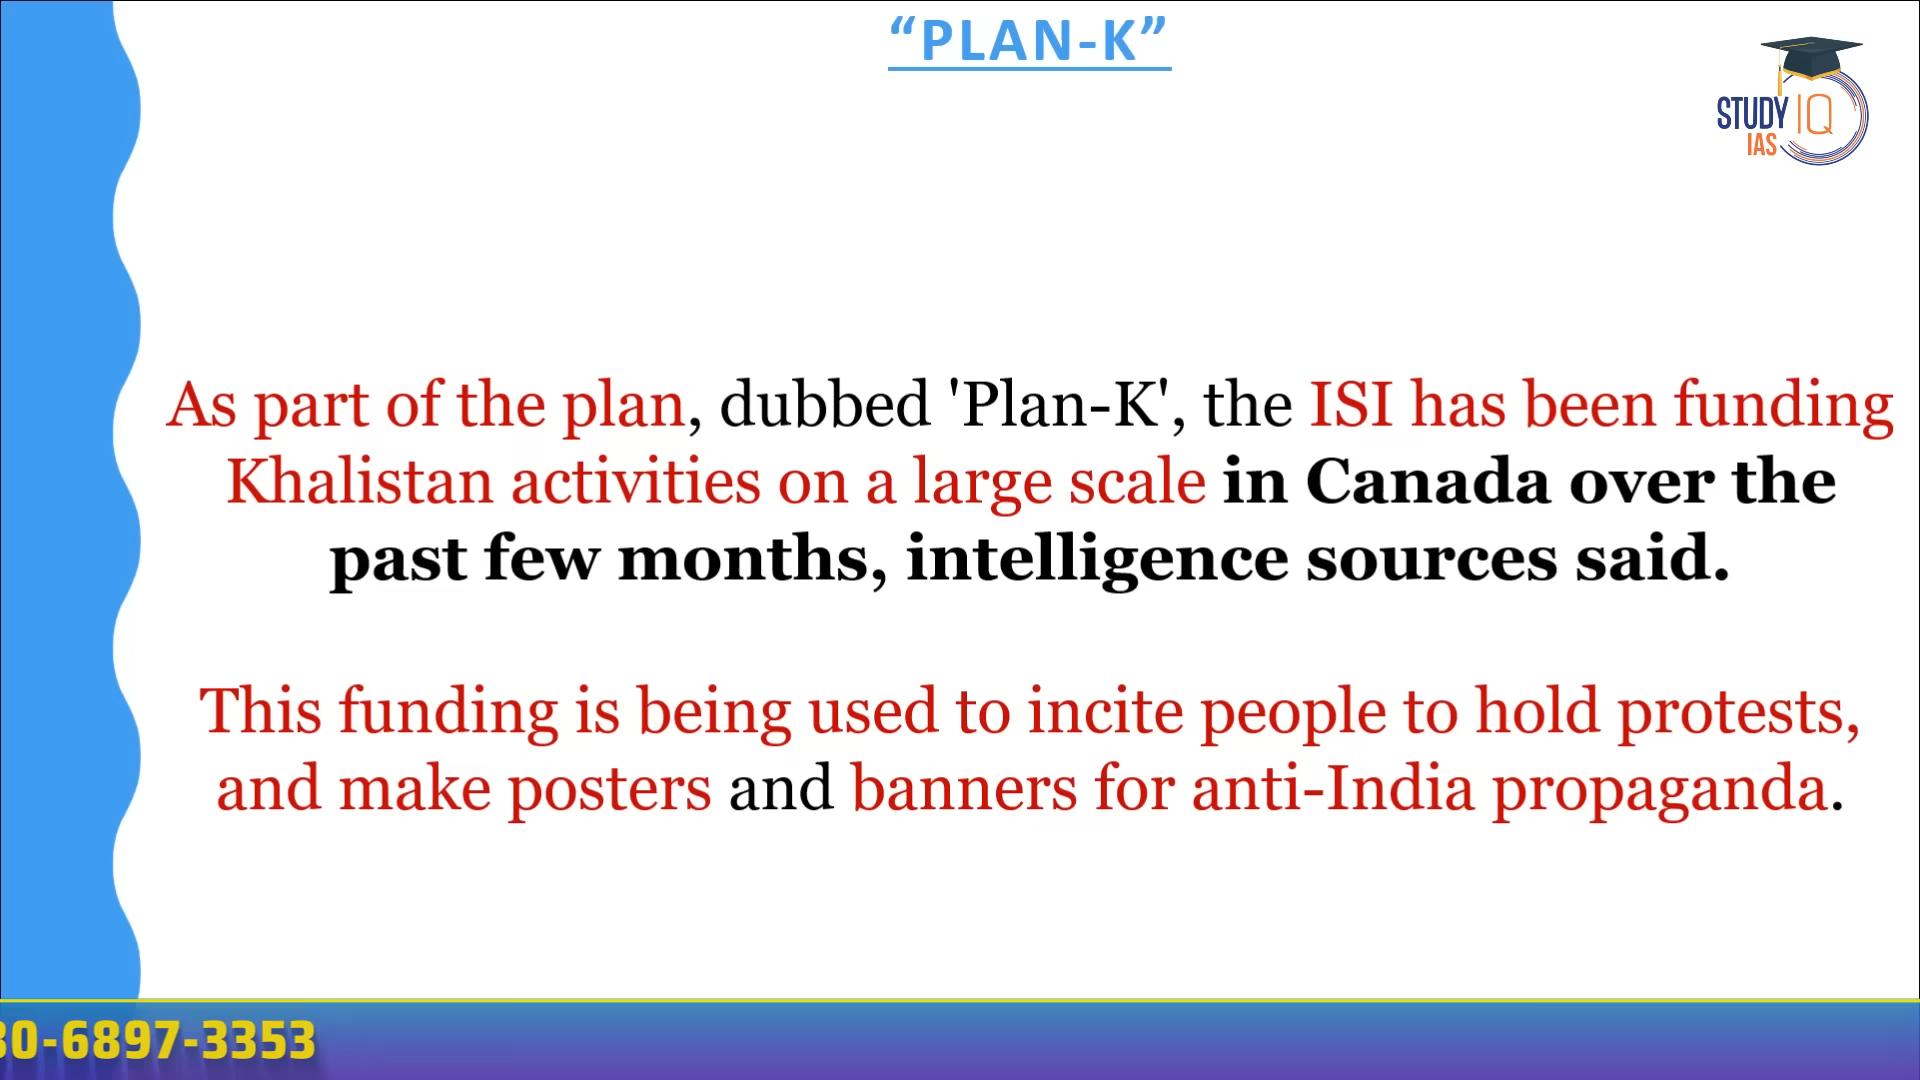 “PLAN-K”
STUDY IQ
IAS
As part of the plan, dubbed 'Plan-K', the ISI has been funding
Khalistan activities on a large scale in Canada over the
past few months, intelligence sources said.
This funding is being used to incite people to hold protests,
and make posters and banners for anti-India propaganda.
80-6897-3353